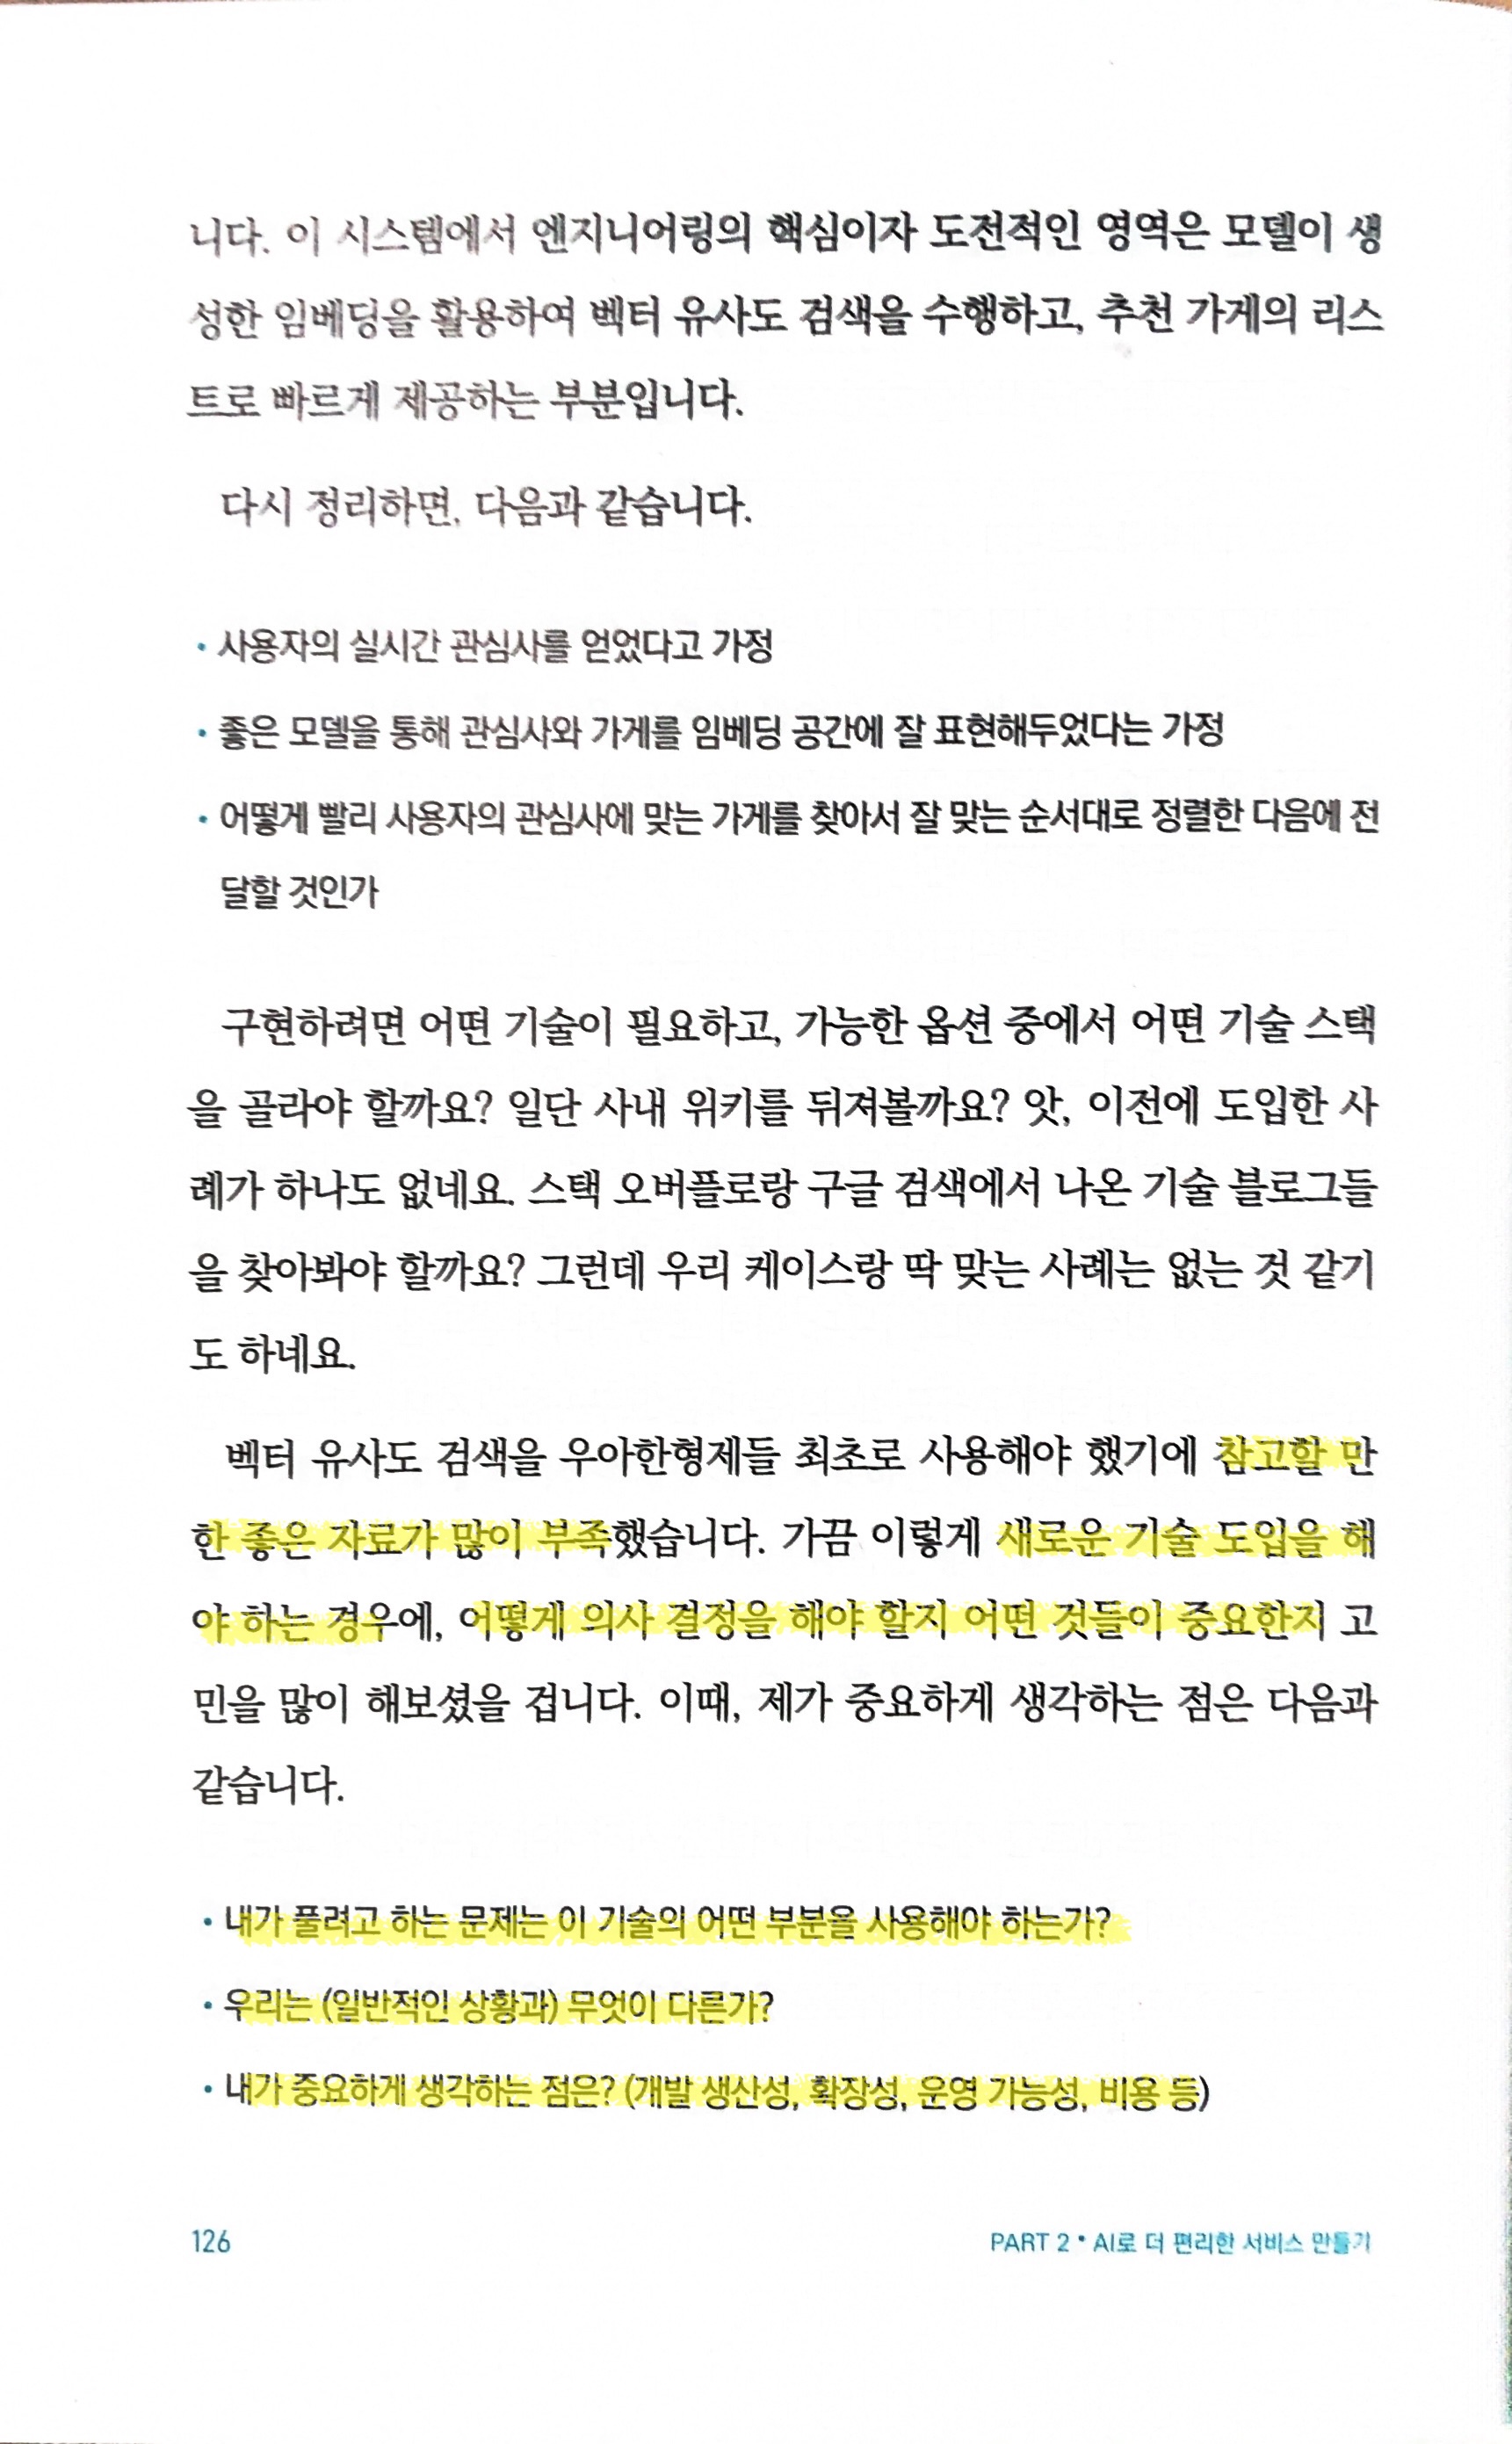 니다. 이 시스템에서 엔지니어링의 핵심이자 도전적인 영역은 모델이 생
성한 임베딩을 활용하여 벡터 유사도 검색을 수행하고, 추천 가게의 리스
트로 빠르게 제공하는 부분입니다.
다시 정리하면, 다음과 같습니다.
• 사용자의 실시간 관심사를 얻었다고 가정
• 좋은 모델을 통해 관심사와 가게를 임베딩 공간에 잘 표현해두었다는 가정
• 어떻게 빨리 사용자의 관심사에 맞는 가게를 찾아서 잘 맞는 순서대로 정렬한 다음에 전
달할 것인가
구현하려면 어떤 기술이 필요하고, 가능한 옵션 중에서 어떤 기술 스택
을 골라야 할까요? 일단 사내 위키를 뒤져볼까요? 앗, 이전에 도입한 사
례가 하나도 없네요. 스택 오버플로랑 구글 검색에서 나온 기술 블로그들
을 찾아봐야 할까요? 그런데 우리 케이스랑 딱 맞는 사례는 없는 것 같기
도 하네요.
벡터 유사도 검색을 우아한형제들 최초로 사용해야 했기에 참고할 만
한 좋은 자료가 많이 부족했습니다. 가끔 이렇게 새로운 기술 도입을 해
야 하는 경우에, 어떻게 의사 결정을 해야 할지 어떤 것들이 중요한지 고
민을 많이 해보셨을 겁니다. 이때, 제가 중요하게 생각하는 점은 다음과
같습니다.
• 내가 풀려고 하는 문제는 이 기술의 어떤 부분을 사용해야 하는가?
• 우리는 (일반적인 상황과) 무엇이 다른가?
• 내가 중요하게 생각하는 점은? (개발 생산성, 확장성, 운영 가능성, 비용 등)
126
PART 2 • AI로 더 편리한 서비스 만들기